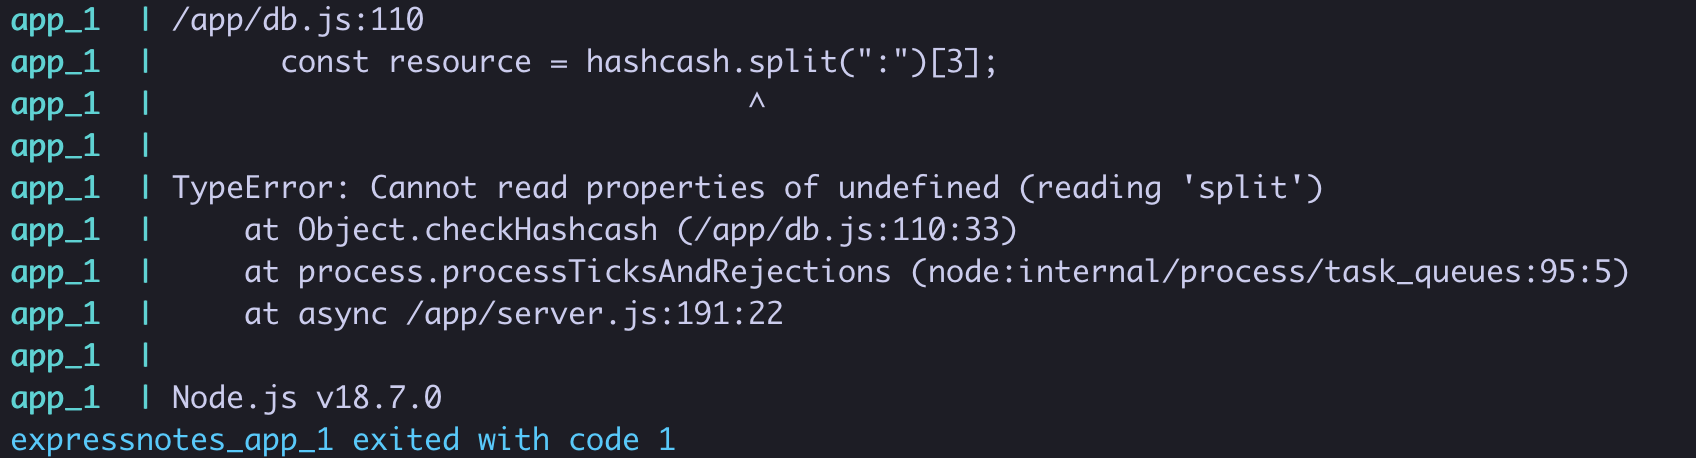 app_1  | /app/db.js:110
app_1  |       const resource = hashcash.split(":")[3];
app_1  |                                 ^
app_1  |
app_1  | TypeError: Cannot read properties of undefined (reading 'split')
app_1  |     at Object.checkHashcash (/app/db.js:110:33)
app_1  |     at process.processTicksAndRejections (node:internal/process/task_queues:95:5)
app_1  |     at async /app/server.js:191:22
app_1  |
app_1  | Node.js v18.7.0
expressnotes_app_1 exited with code 1